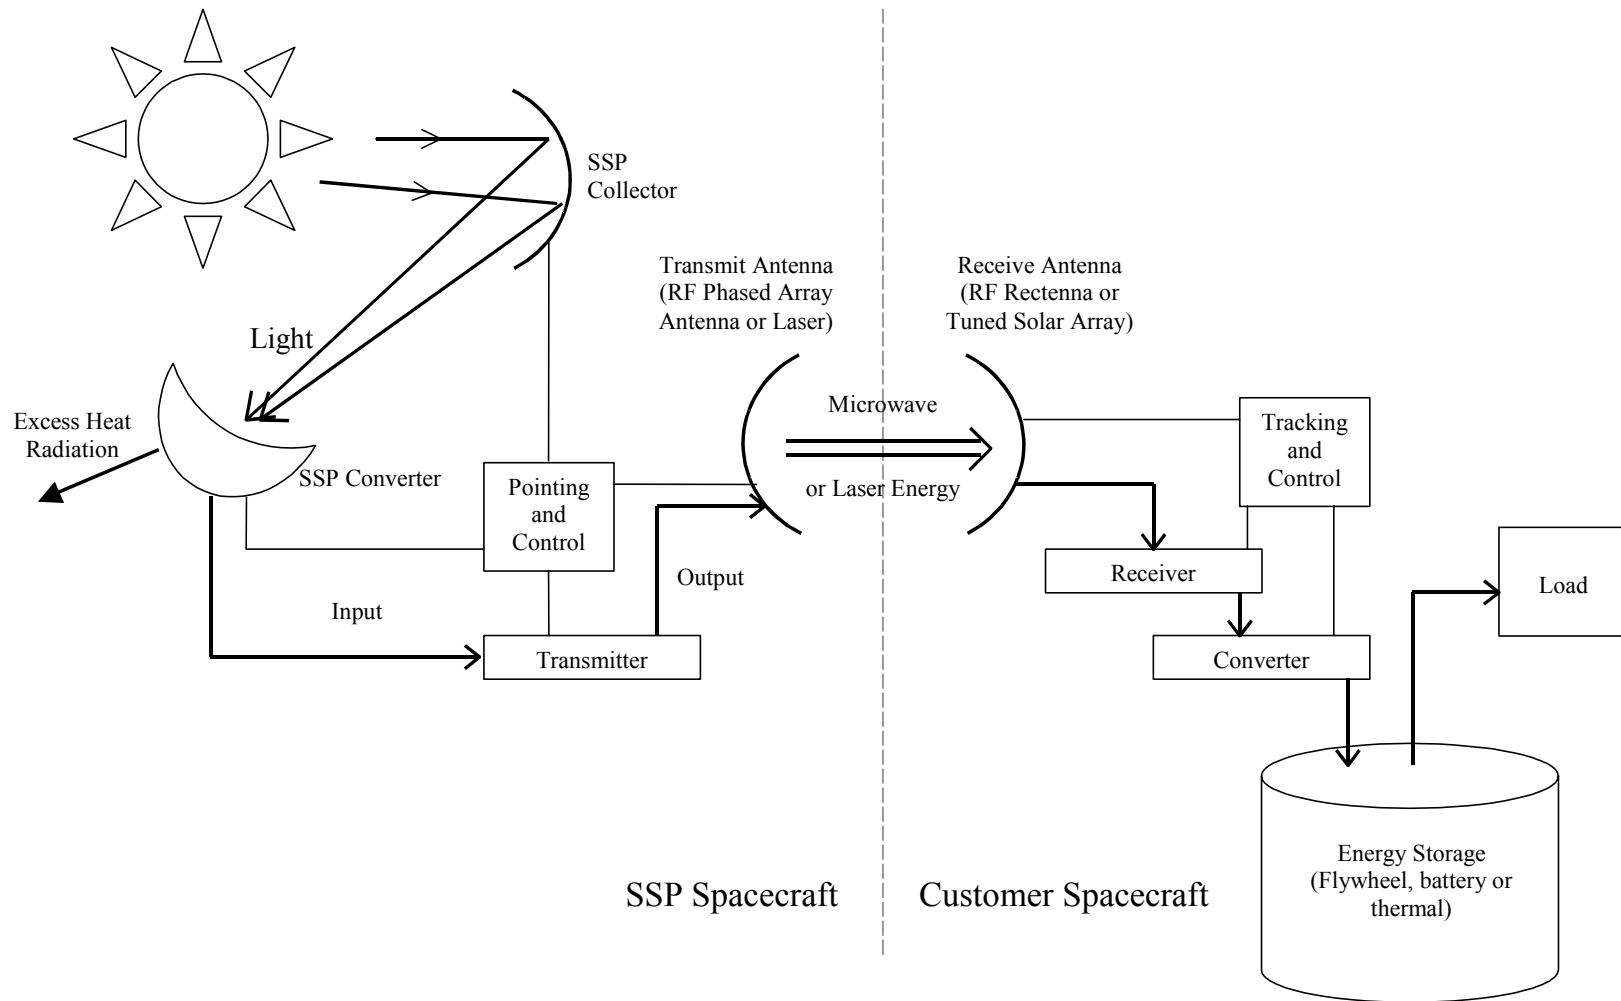 SSP
Collector
Transmit Antenna
(RF Phased Array
Antenna or Laser)
Receive Antenna
(RF Rectenna or
Tuned Solar Array)
Light
Excess Heat
Radiation
SSP Converter
Pointing
and
Control
Microwave
or Laser Energy
Tracking
and
Control
Output
Input
Transmitter
Receiver
Converter
Load
Energy Storage
(Flywheel, battery or
thermal)
SSP Spacecraft
Customer Spacecraft